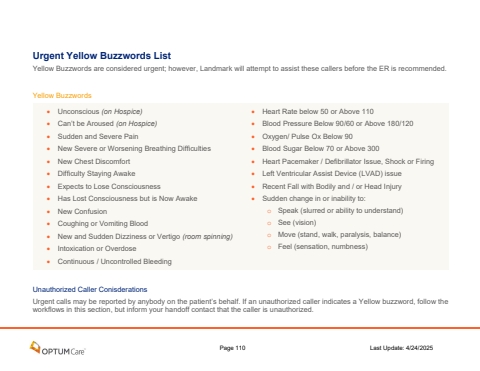 Urgent Yellow Buzzwords List
Yellow Buzzwords are considered urgent; however, Landmark will attempt to assist these callers before the ER is recommended.
Yellow Buzzwords
• Unconscious (on Hospice)
• Can't be Aroused (on Hospice)
• Sudden and Severe Pain
• New Severe or Worsening Breathing Difficulties
• New Chest Discomfort
• Difficulty Staying Awake
• Expects to Lose Consciousness
• Has Lost Consciousness but is Now Awake
• New Confusion
• Coughing or Vomiting Blood
• New and Sudden Dizziness or Vertigo (room spinning)
• Intoxication or Overdose
• Continuous / Uncontrolled Bleeding
• Heart Rate below 50 or Above 110
• Blood Pressure Below 90/60 or Above 180/120
• Oxygen/ Pulse Ox Below 90
• Blood Sugar Below 70 or Above 300
• Heart Pacemaker / Defibrillator Issue, Shock or Firing
• Left Ventricular Assist Device (LVAD) issue
• Recent Fall with Bodily and / or Head Injury
• Sudden change in or inability to:
○ Speak (slurred or ability to understand)
○ See (vision)
○ Move (stand, walk, paralysis, balance)
○ Feel (sensation, numbness)
Unauthorized Caller Considerations
Urgent calls may be reported by anybody on the patient's behalf. If an unauthorized caller indicates a Yellow buzzword, follow the
workflows in this section, but inform your handoff contact that the caller is unauthorized.
OPTUMCare
Page 110
Last Update: 4/24/2025